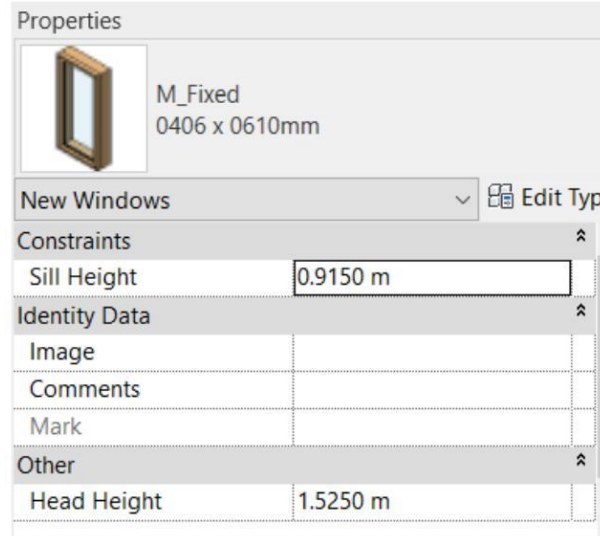 Properties
M_Fixed
0406 x 0610mm
New Windows Edit Typ
Constraints
Sill Height 0.9150 m
Identity Data
Image
Comments
Mark
Other
Head Height 1.5250 m